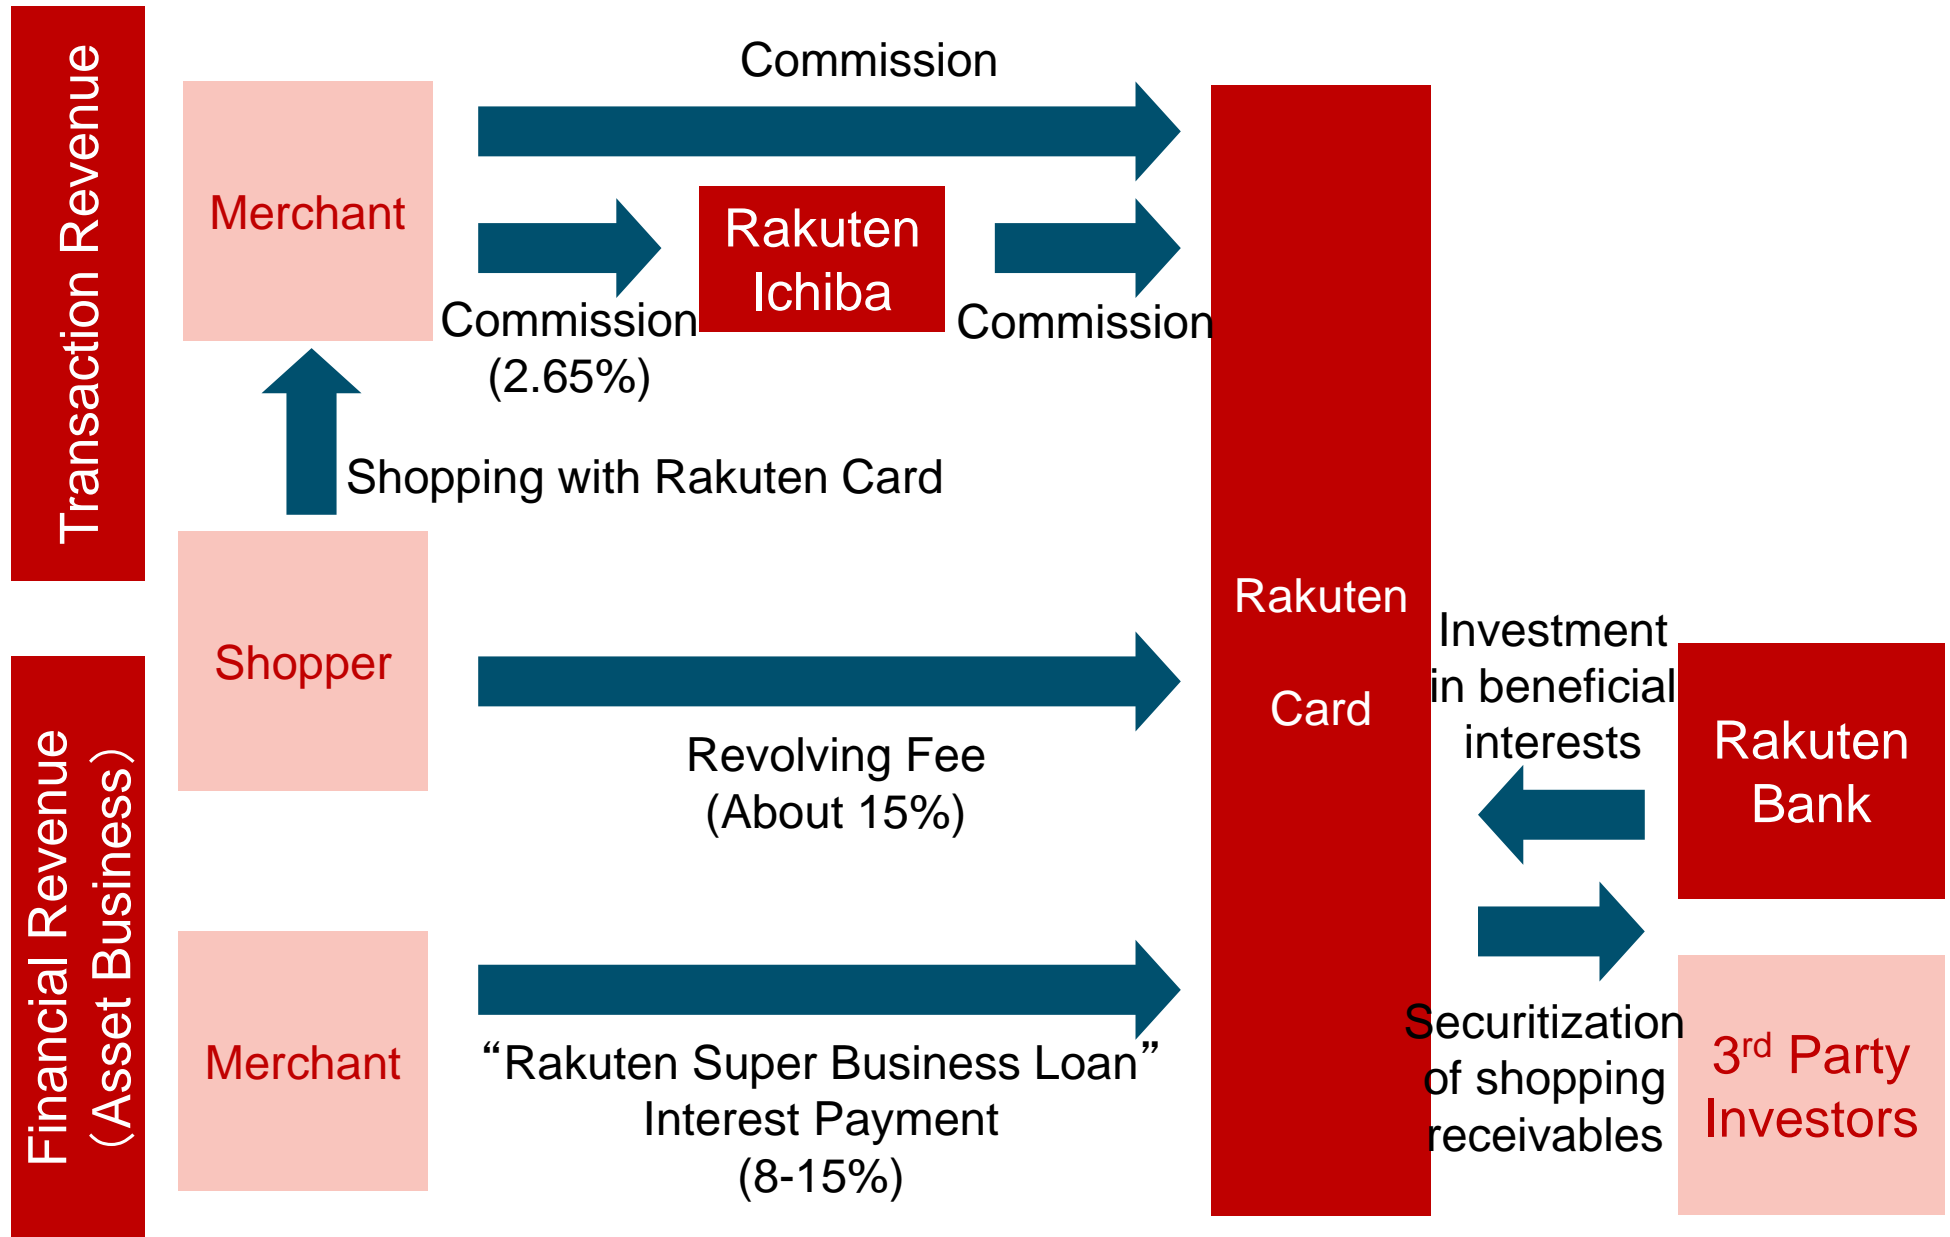 Transaction Revenue
Commission
Merchant
Rakuten
Ichiba
Commission
(2.65%)
Commission
Shopping with Rakuten Card
Shopper
Rakuten
Card
Revolving Fee
(About 15%)
Financial Revenue
（Asset Business）
Merchant
“Rakuten Super Business Loan”
Interest Payment
(8-15%)
Investment
in beneficial
interests
Rakuten
Bank
Securitization
of shopping
receivables
3rd Party
Investors